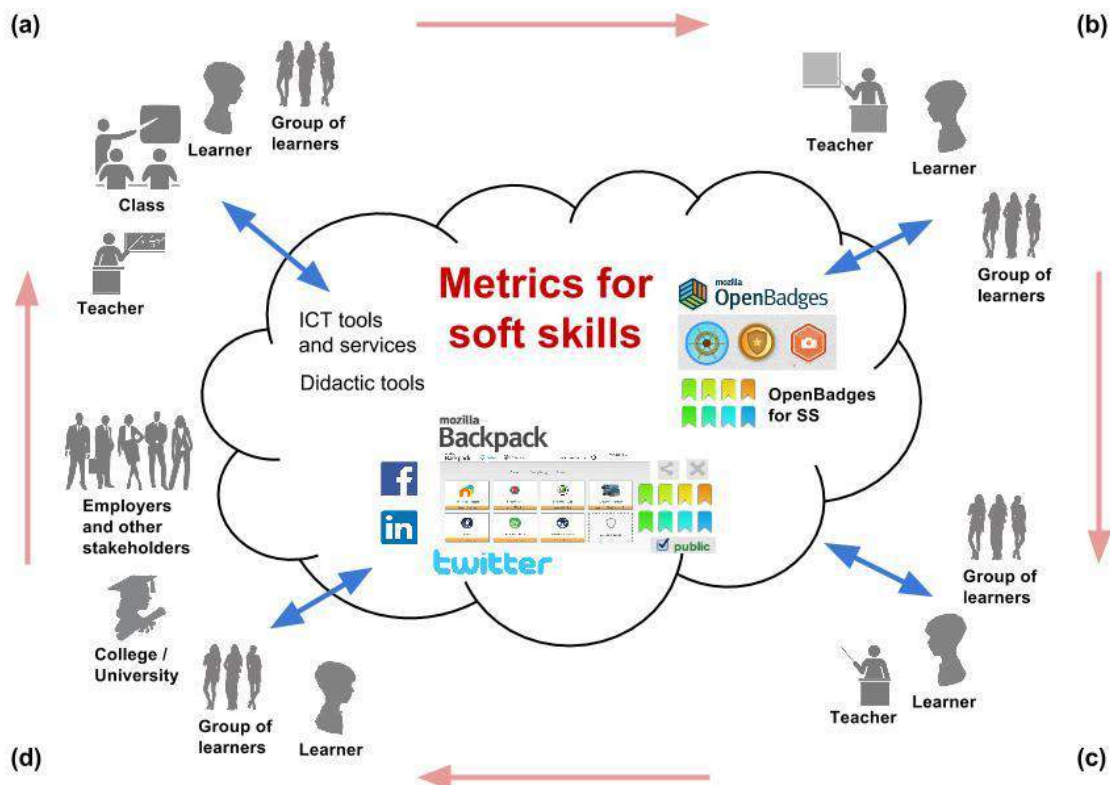 (a)
(b)
Group of
learners
Learner
Class
Teacher
Teacher
Learner
Group of
learners
Metrics for
soft skills
ICT tools
and services
Didactic tools
mozilla
OpenBadges
OpenBadges
for SS
mozilla
Backpack
f
in
twitter
public
Employers
and other
stakeholders
College /
University
Group of
learners
Learner
Group of
learners
Learner
Teacher
(d)
(c)